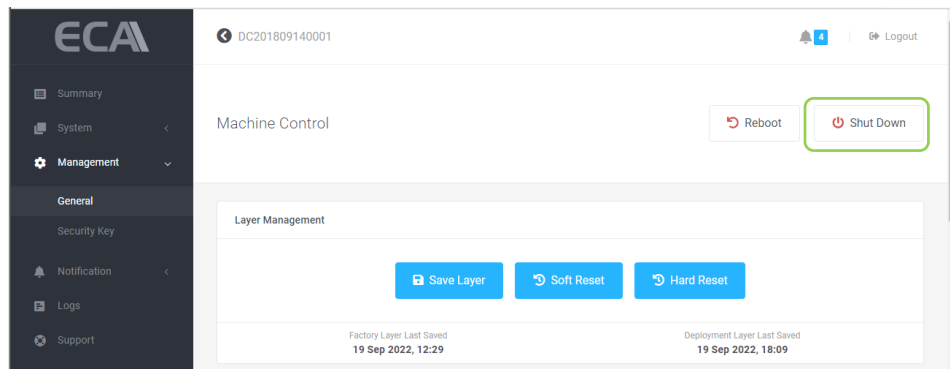 ECA
DC201809140001
4
Logout
Summary
System
Management
General
Security Key
Notification
Logs
Support
Machine Control
Reboot
Shut Down
Layer Management
Save Layer
Soft Reset
Hard Reset
Factory Layer Last Saved
19 Sep 2022, 12:29
Deployment Layer Last Saved
19 Sep 2022, 18:09